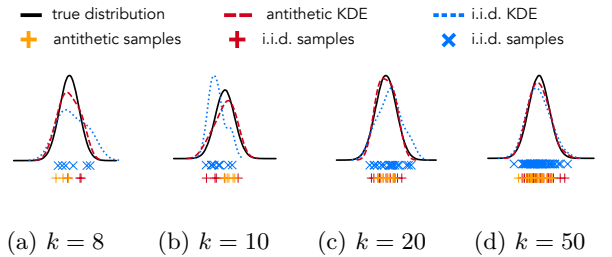 true distribution antithetic KDE i.i.d. KDE
antithetic samples i.i.d. samples i.i.d. samples
(a) k = 8 (b) k = 10 (c) k = 20 (d) k = 50